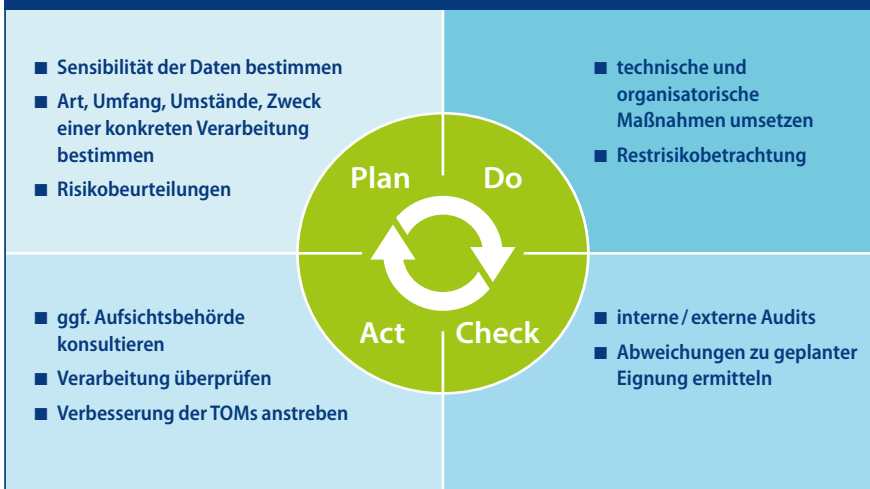 ■ Sensibilität der Daten bestimmen
■ Art, Umfang, Umstände, Zweck
einer konkreten Verarbeitung
bestimmen
■ Risikobeurteilungen
■ technische und
organisatorische
Maßnahmen umsetzen
■ Restrisikobetrachtung
Plan
Do
Act
Check
■ ggf. Aufsichtsbehörde
konsultieren
■ Verarbeitung überprüfen
■ Verbesserung der TOMs anstreben
■ interne / externe Audits
■ Abweichungen zu geplanter
Eignung ermitteln